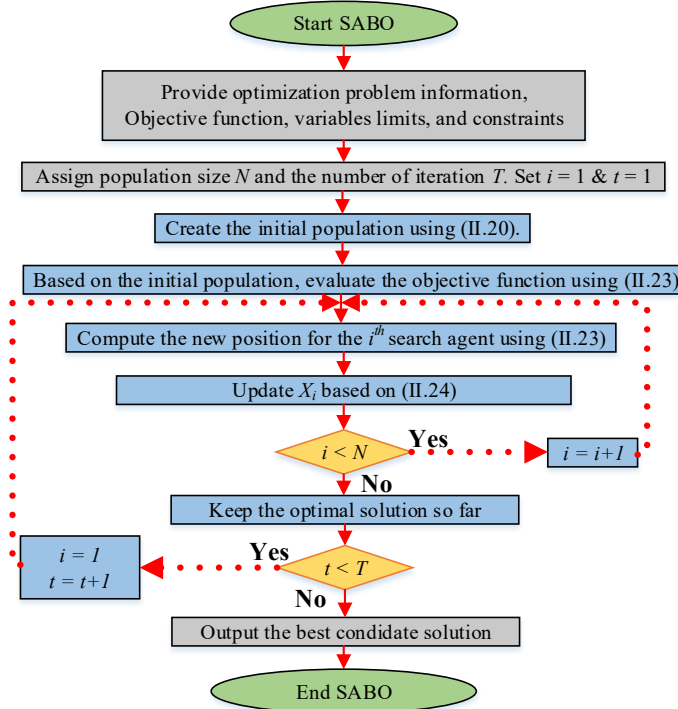 Start SABO
Provide optimization problem information,
Objective function, variables limits, and constraints
Assign population size N and the number of iteration T. Set i = 1 & t = 1
Create the initial population using (II.20).
Based on the initial population, evaluate the objective function using (II.23)
Compute the new position for the i^th search agent using (II.23)
Update X_i based on (II.24)
i < N
Yes
i = i+1
No
Keep the optimal solution so far
Yes
t < T
i = 1
t = t+1
No
Output the best candidate solution
End SABO